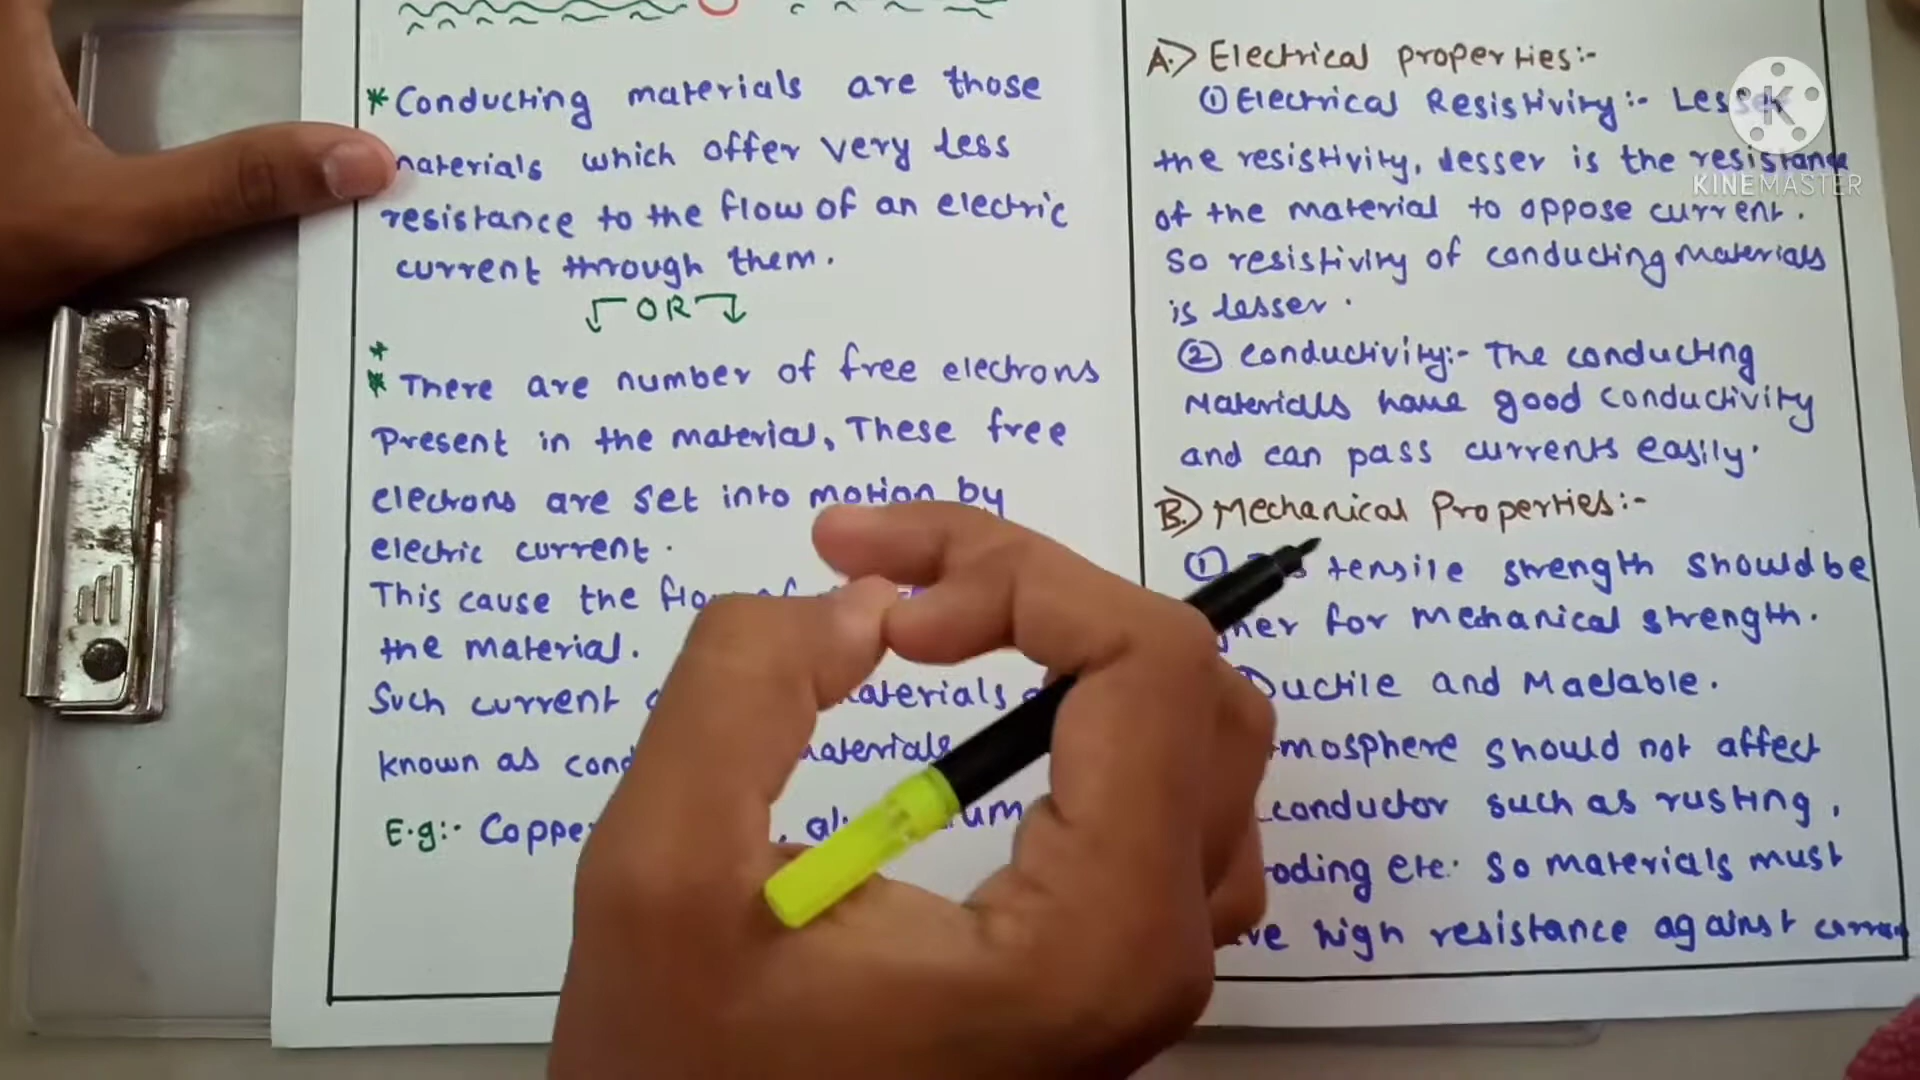 * Conducting materials are those
materials which offer very less
resistance to the flow of an electric
current through them.
OR
* There are number of free electrons
Present in the material, These free
electrons are set into motion by
electric current.
This cause the flow of
the material.
Such current materials
known as materials
E.g:- al
A.> Electrical properties:-
① Electrical Resistivity:- Lesser
the resistivity, lesser is the resistance
of the material to oppose current.
So resistivity of conducting materials
is lesser.
② Conductivity:- The conducting
Materials have good conductivity
and can pass currents easily.
B.> Mechanical Properties:-
① tensile strength should be
for mechanical strength.
Ductile and Maelable.
should not affect
conductor such as rusting,
etc. So materials must
high resistance against
K
KINEMASTER